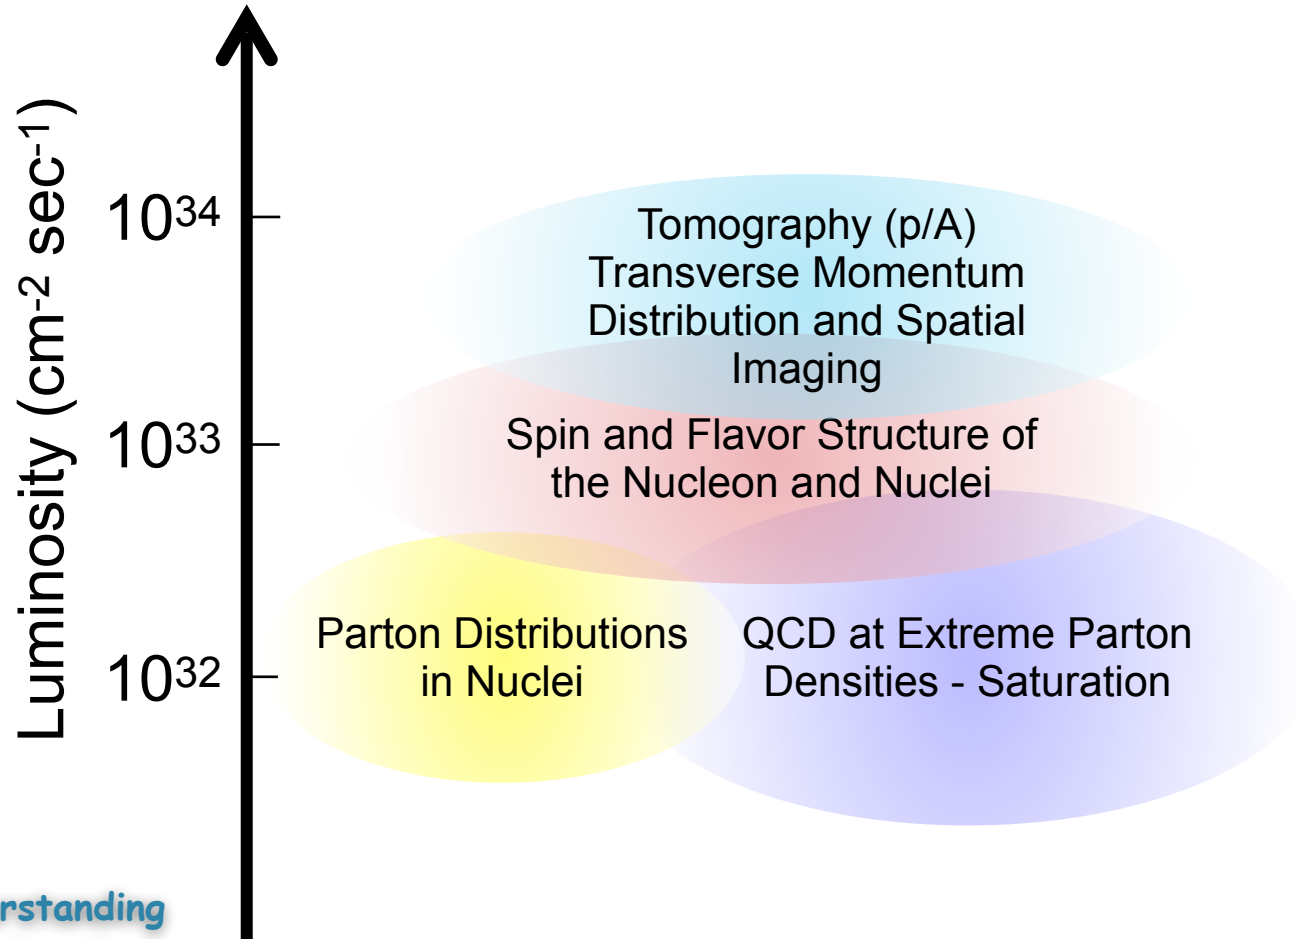 Luminosity (cm-2 sec-1)
1034
Tomography (p/A)
Transverse Momentum
Distribution and Spatial
Imaging
1033
Spin and Flavor Structure of
the Nucleon and Nuclei
1032
Parton Distributions
in Nuclei
QCD at Extreme Parton
Densities - Saturation
rstanding